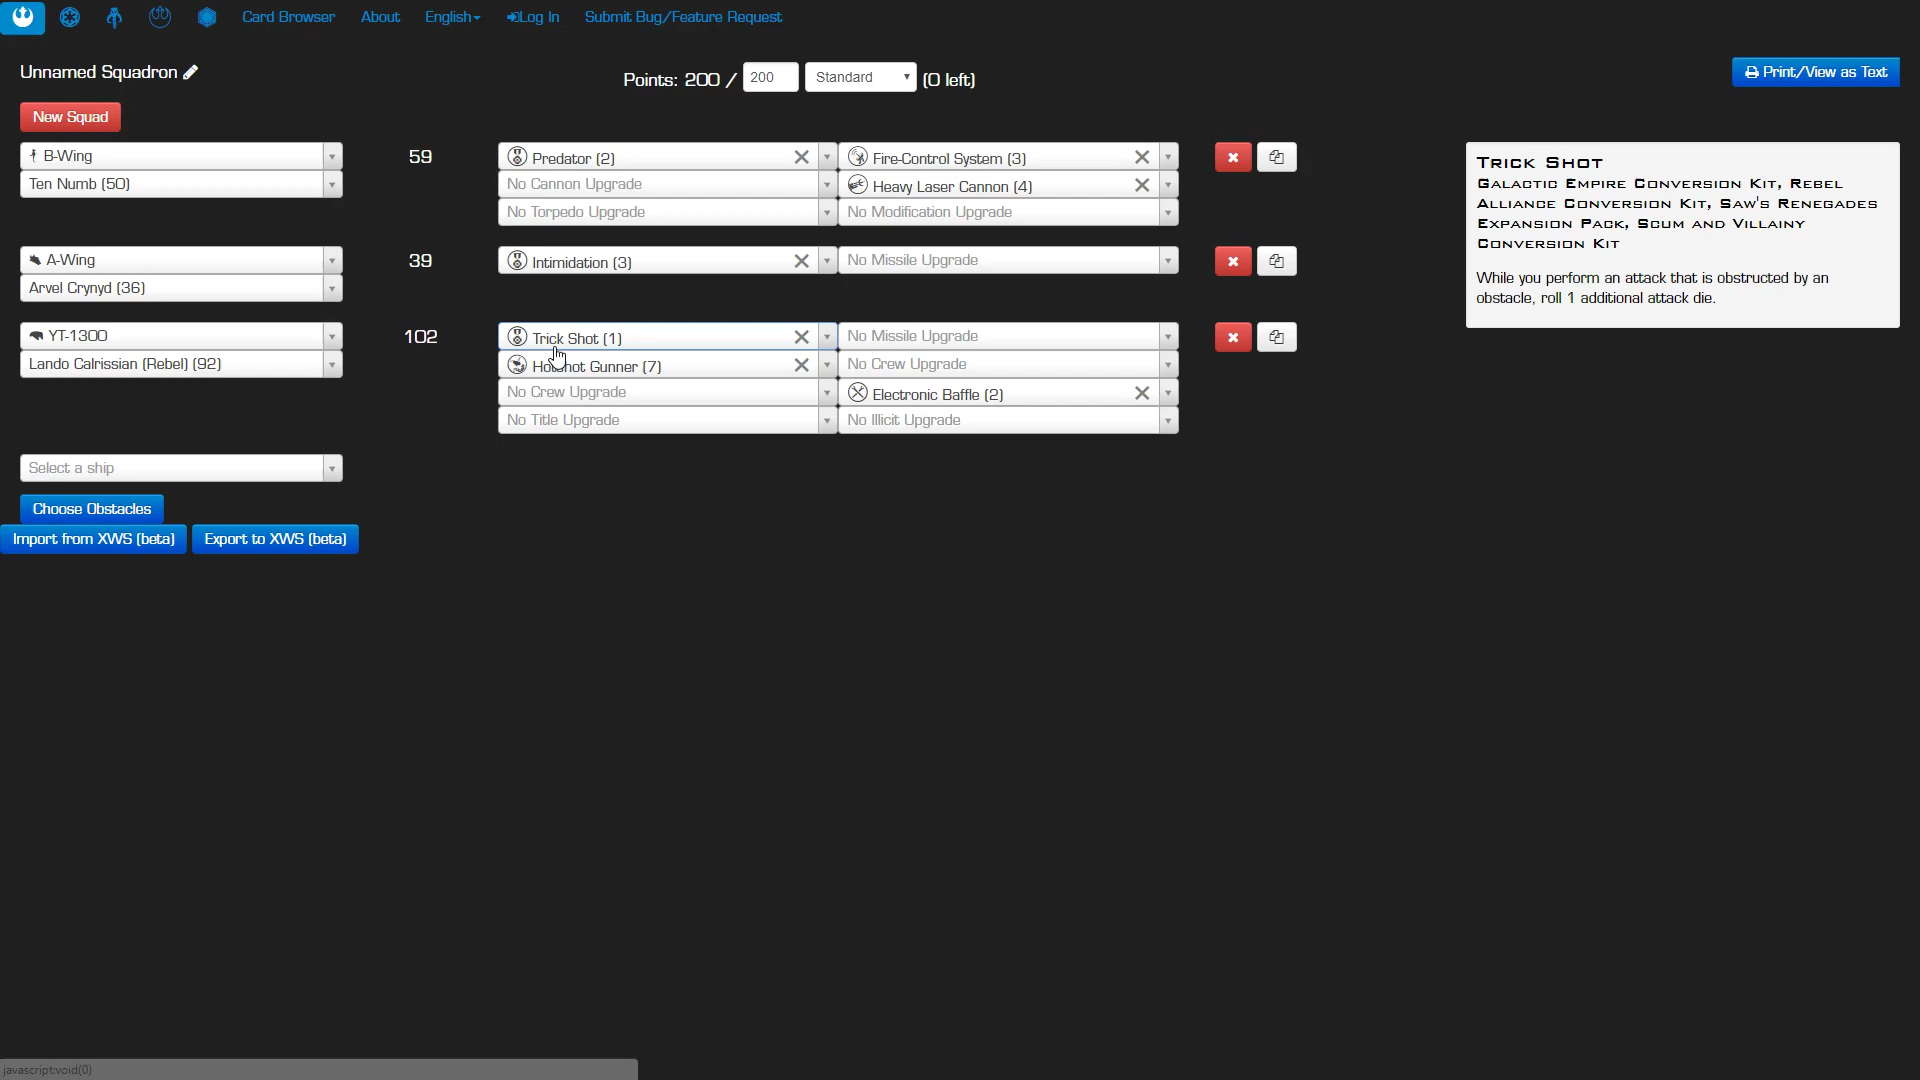 Card Browser About English Log In Submit Bug/Feature Request
Unnamed Squadron
Points: 200 / 200 Standard (0 left)
Print/View as Text
New Squad
B-Wing
Ten Numb (50)
59
Predator (2)
Fire-Control System (3)
No Cannon Upgrade
Heavy Laser Cannon (4)
No Torpedo Upgrade
No Modification Upgrade
A-Wing
Arvel Crynyd (36)
39
Intimidation (3)
No Missile Upgrade
YT-1300
Lando Calrissian (Rebel) (92)
102
Trick Shot (1)
No Missile Upgrade
Hotshot Gunner (7)
No Crew Upgrade
No Crew Upgrade
Electronic Baffle (2)
No Title Upgrade
No Illicit Upgrade
Select a ship
Choose Obstacles
Import from XWS (beta) Export to XWS (beta)
Trick Shot
Galactic Empire Conversion Kit, Rebel
Alliance Conversion Kit, Saw's Renegades
Expansion Pack, Scum and Villainy
Conversion Kit
While you perform an attack that is obstructed by an
obstacle, roll 1 additional attack die.
javascript:void(0)